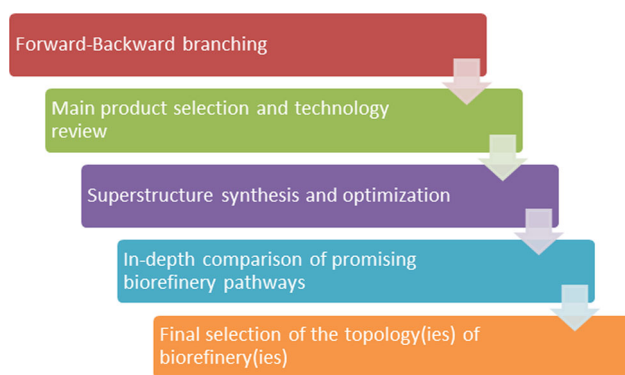 Forward-Backward branching
Main product selection and technology
review
Superstructure synthesis and optimization
In-depth comparison of promising
biorefinery pathways
Final selection of the topology(ies) of
biorefinery(ies)